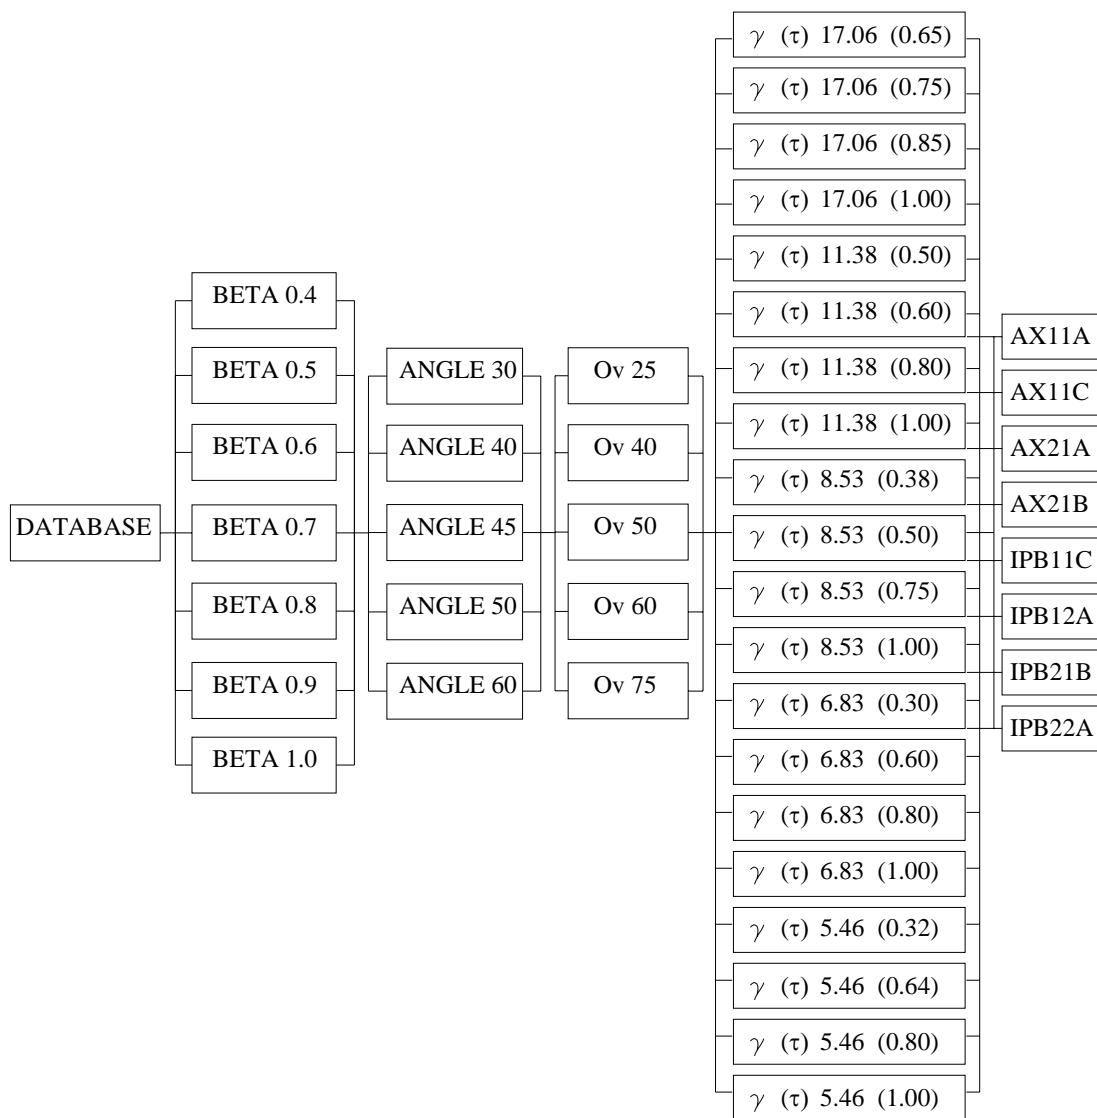 DATABASE
BETA 0.4
BETA 0.5
BETA 0.6
BETA 0.7
BETA 0.8
BETA 0.9
BETA 1.0
ANGLE 30
ANGLE 40
ANGLE 45
ANGLE 50
ANGLE 60
Ov 25
Ov 40
Ov 50
Ov 60
Ov 75
γ (τ) 17.06 (0.65)
γ (τ) 17.06 (0.75)
γ (τ) 17.06 (0.85)
γ (τ) 17.06 (1.00)
γ (τ) 11.38 (0.50)
γ (τ) 11.38 (0.60)
γ (τ) 11.38 (0.80)
γ (τ) 11.38 (1.00)
γ (τ) 8.53 (0.38)
γ (τ) 8.53 (0.50)
γ (τ) 8.53 (0.75)
γ (τ) 8.53 (1.00)
γ (τ) 6.83 (0.30)
γ (τ) 6.83 (0.60)
γ (τ) 6.83 (0.80)
γ (τ) 6.83 (1.00)
γ (τ) 5.46 (0.32)
γ (τ) 5.46 (0.64)
γ (τ) 5.46 (0.80)
γ (τ) 5.46 (1.00)
AX11A
AX11C
AX21A
AX21B
IPB11C
IPB12A
IPB21B
IPB22A